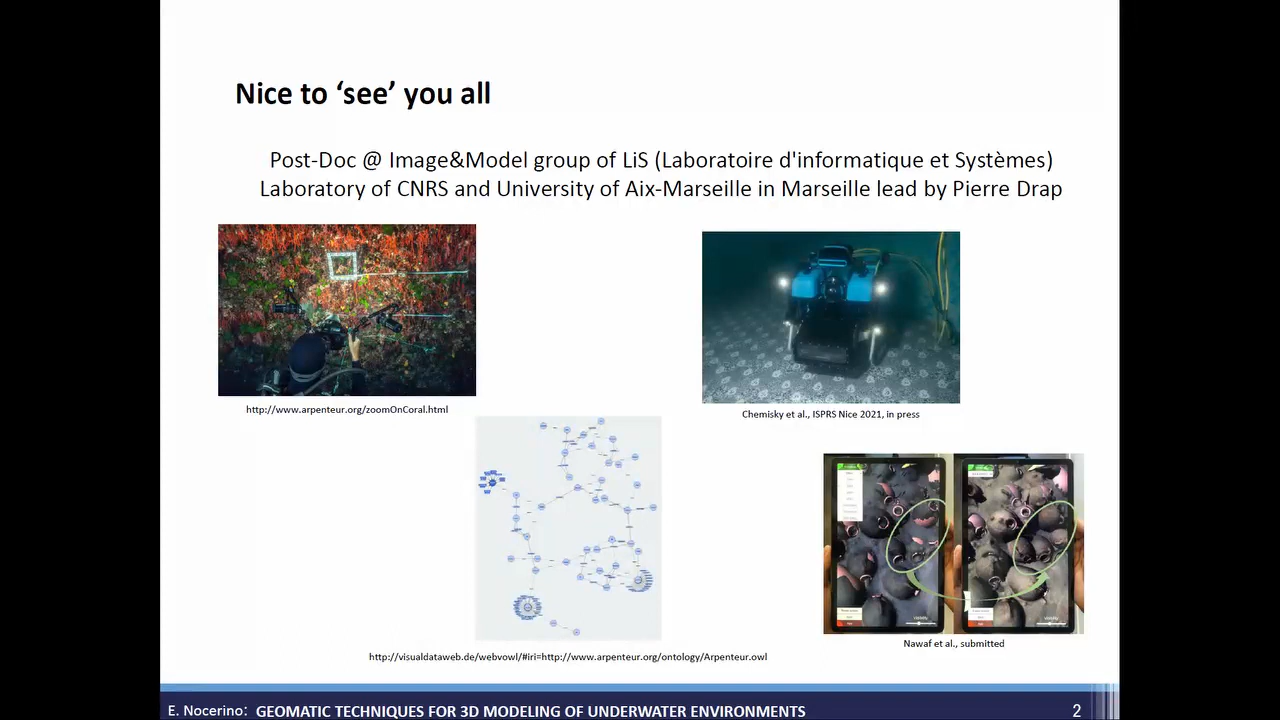 Nice to ‘see’ you all
Post-Doc @ Image&Model group of LiS (Laboratoire d'informatique et Systèmes)
Laboratory of CNRS and University of Aix-Marseille in Marseille lead by Pierre Drap
http://www.arpenteur.org/zoomOnCoral.html
Chemisky et al., ISPRS Nice 2021, in press
Nawaf et al., submitted
http://visualdataweb.de/webvowl/#iri=http://www.arpenteur.org/ontology/Arpenteur.owl
E. Nocerino: GEOMATIC TECHNIQUES FOR 3D MODELING OF UNDERWATER ENVIRONMENTS
2